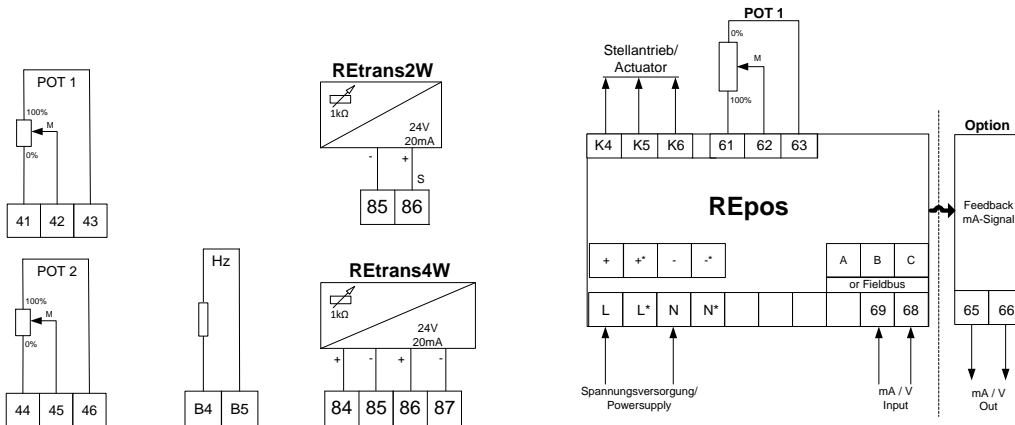 POT 1
100%
M
0%
41 42 43
POT 2
100%
M
0%
44 45 46
Hz
B4 B5
REtrans2W
1kΩ
24V
20mA
- +
S
85 86
REtrans4W
1kΩ
24V
20mA
+ - + -
84 85 86 87
POT 1
0%
M
100%
Stellantrieb/
Actuator
K4 K5 K6 61 62 63
REpos
+ +* - -*
A B C
or Fieldbus
L L* N N* 69 68
Spannungsversorgung/
Powersupply
mA / V
Input
Option
Feedback
mA-Signal
65 66
mA / V
Out